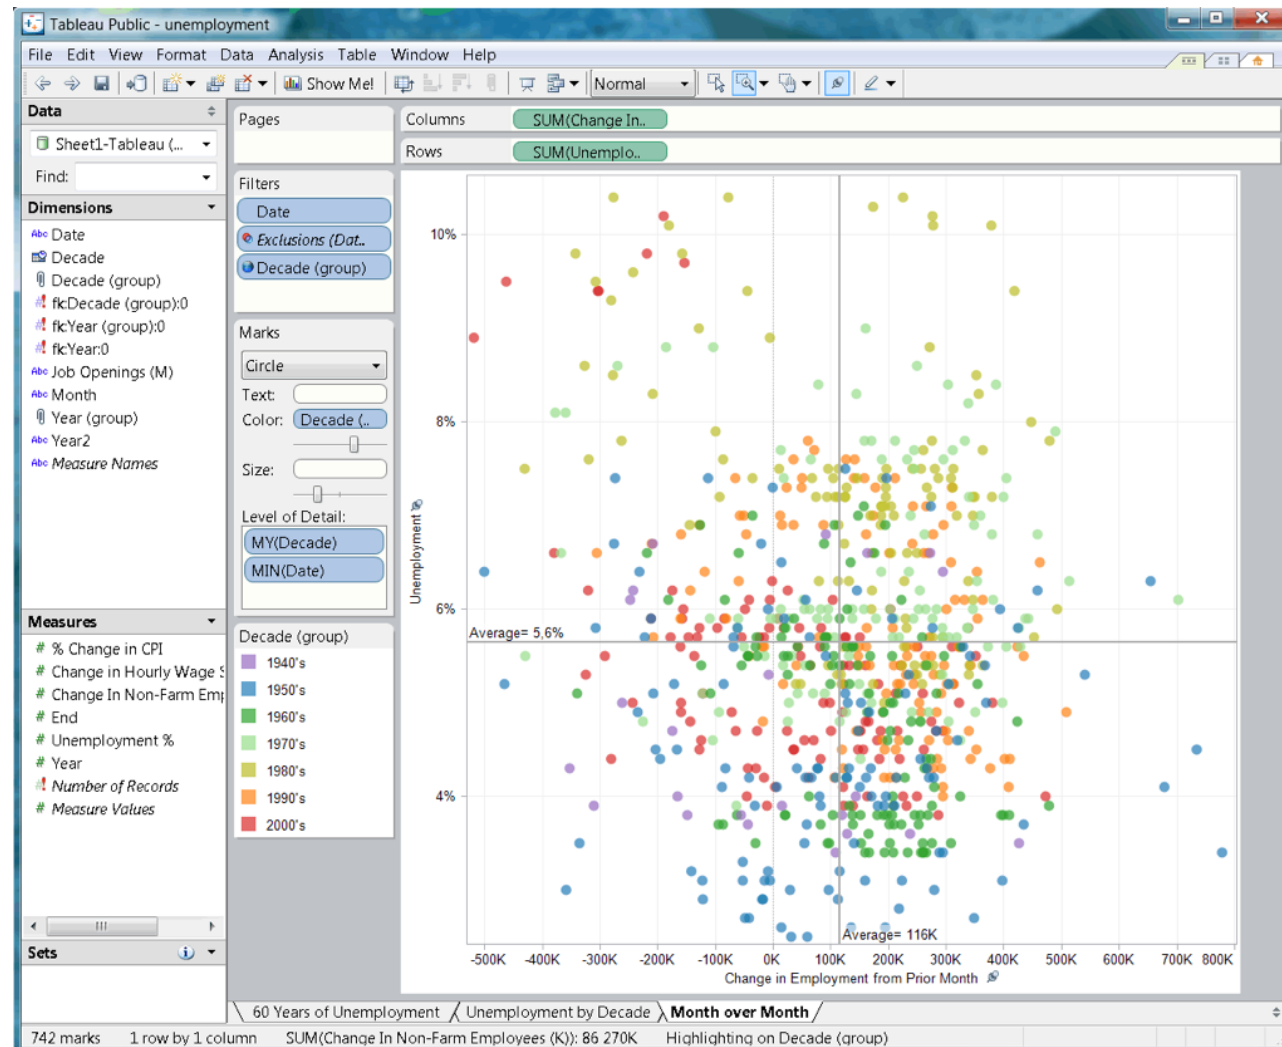 Tableau Public - unemployment
File Edit View Format Data Analysis Table Window Help
Show Me! Normal
Data
Sheet1-Tableau (...
Find:
Dimensions
Abc Date
Decade
Decade (group)
#! fk:Decade (group):0
#! fk:Year (group):0
#! fk:Year:0
Abc Job Openings (M)
Abc Month
Year (group)
Abc Year2
Abc Measure Names
Measures
# % Change in CPI
# Change in Hourly Wage S
# Change In Non-Farm Emp
# End
# Unemployment %
# Year
#! Number of Records
# Measure Values
Sets
Pages
Filters
Date
Exclusions (Dat..
Decade (group)
Marks
Circle
Text:
Color: Decade (..
Size:
Level of Detail:
MY(Decade)
MIN(Date)
Decade (group)
1940's
1950's
1960's
1970's
1980's
1990's
2000's
Columns SUM(Change In..
Rows SUM(Unemplo..
10%
8%
6%
4%
Unemployment
Average= 5,6%
Average= 116K
-500K -400K -300K -200K -100K 0K 100K 200K 300K 400K 500K 600K 700K 800K
Change in Employment from Prior Month
60 Years of Unemployment Unemployment by Decade Month over Month
742 marks 1 row by 1 column SUM(Change In Non-Farm Employees (K)): 86 270K Highlighting on Decade (group)